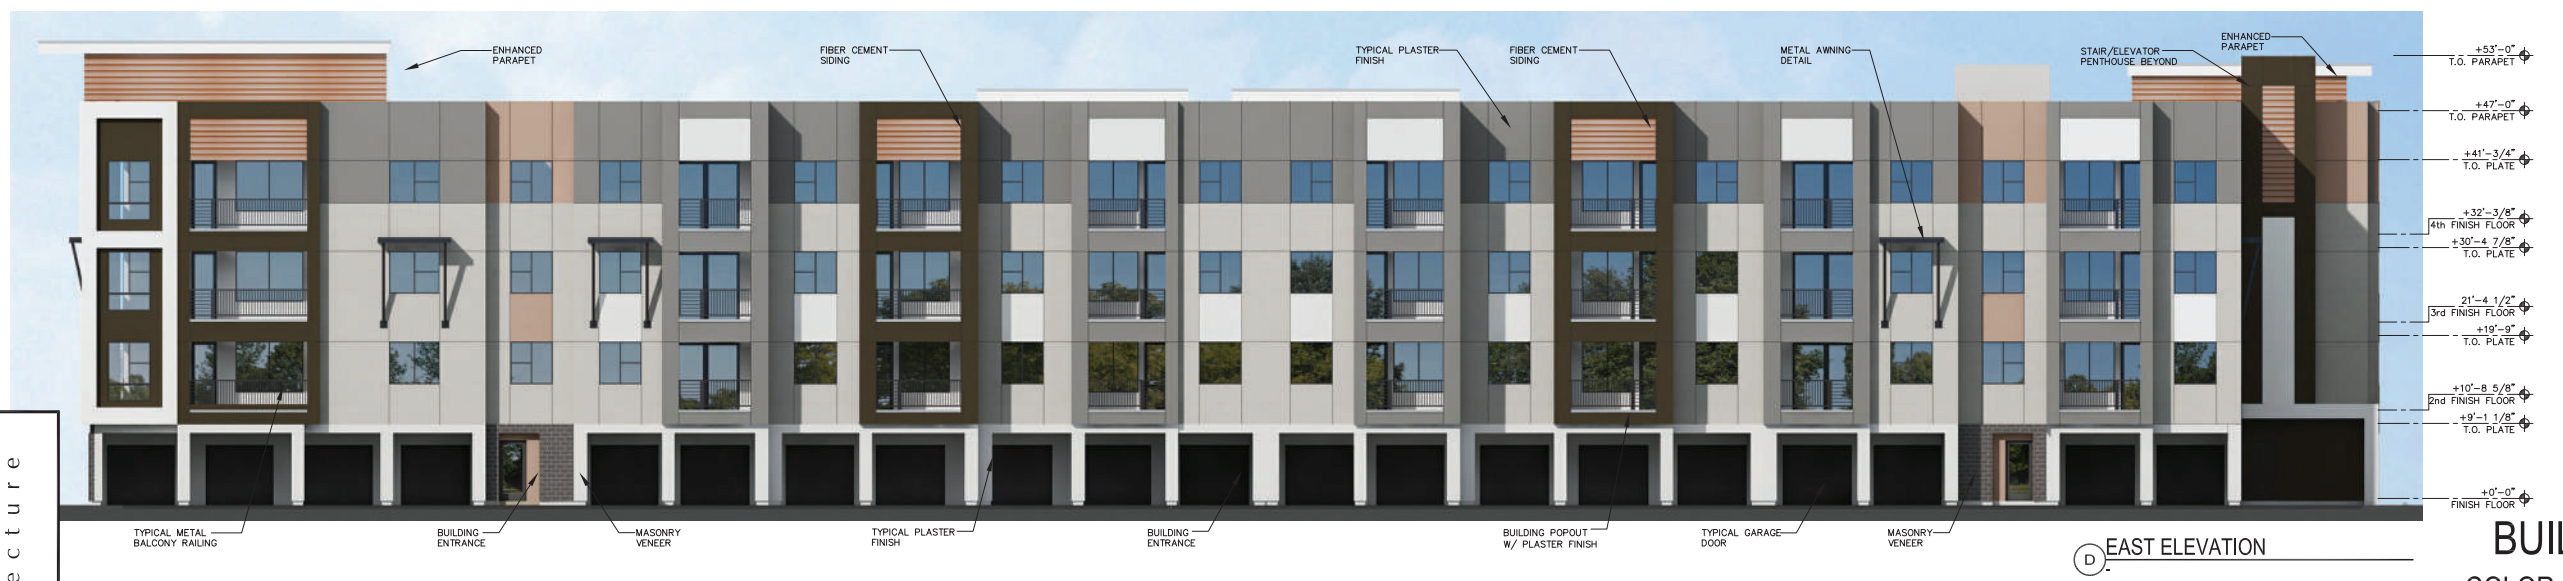 ENHANCED
PARAPET
FIBER CEMENT
SIDING
TYPICAL PLASTER
FINISH
FIBER CEMENT
SIDING
METAL AWNING
DETAIL
STAIR/ELEVATOR
PENTHOUSE BEYOND
ENHANCED
PARAPET
+53'-0"
T.O. PARAPET
+47'-0"
T.O. PARAPET
+41'-3/4"
T.O. PLATE
+32'-3/8"
4th FINISH FLOOR
+30'-4 7/8"
T.O. PLATE
21'-4 1/2"
3rd FINISH FLOOR
+19'-9"
T.O. PLATE
+10'-8 5/8"
2nd FINISH FLOOR
+9'-1 1/8"
T.O. PLATE
+0'-0"
FINISH FLOOR
ecture
TYPICAL METAL
BALCONY RAILING
BUILDING
ENTRANCE
MASONRY
VENEER
TYPICAL PLASTER
FINISH
BUILDING
ENTRANCE
BUILDING POPOUT
W/ PLASTER FINISH
TYPICAL GARAGE
DOOR
MASONRY
VENEER
D
EAST ELEVATION
-
BUIL